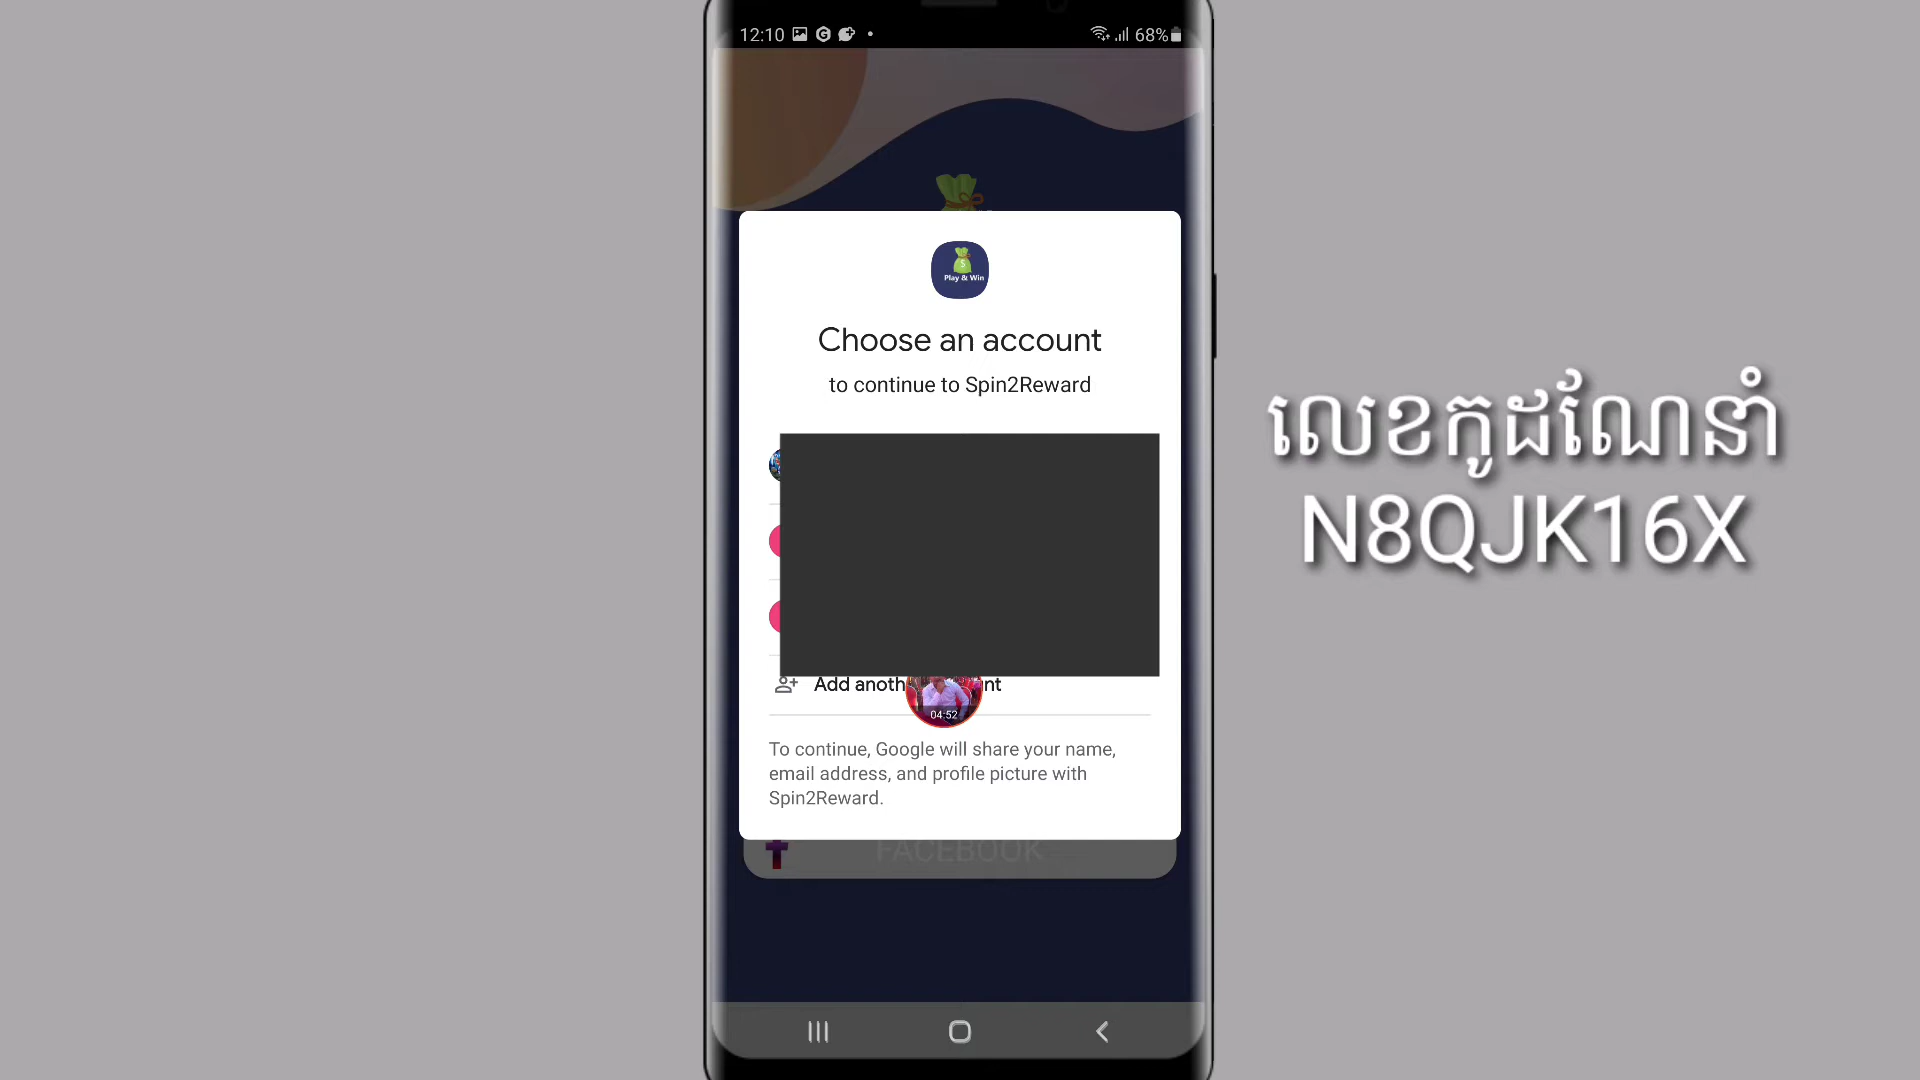 12:10
68%
Play & Win
Choose an account
to continue to Spin2Reward
Add anoth nt
04:52
To continue, Google will share your name,
email address, and profile picture with
Spin2Reward.
FACEBOOK
លេខកូដណែនាំ
N8QJK16X